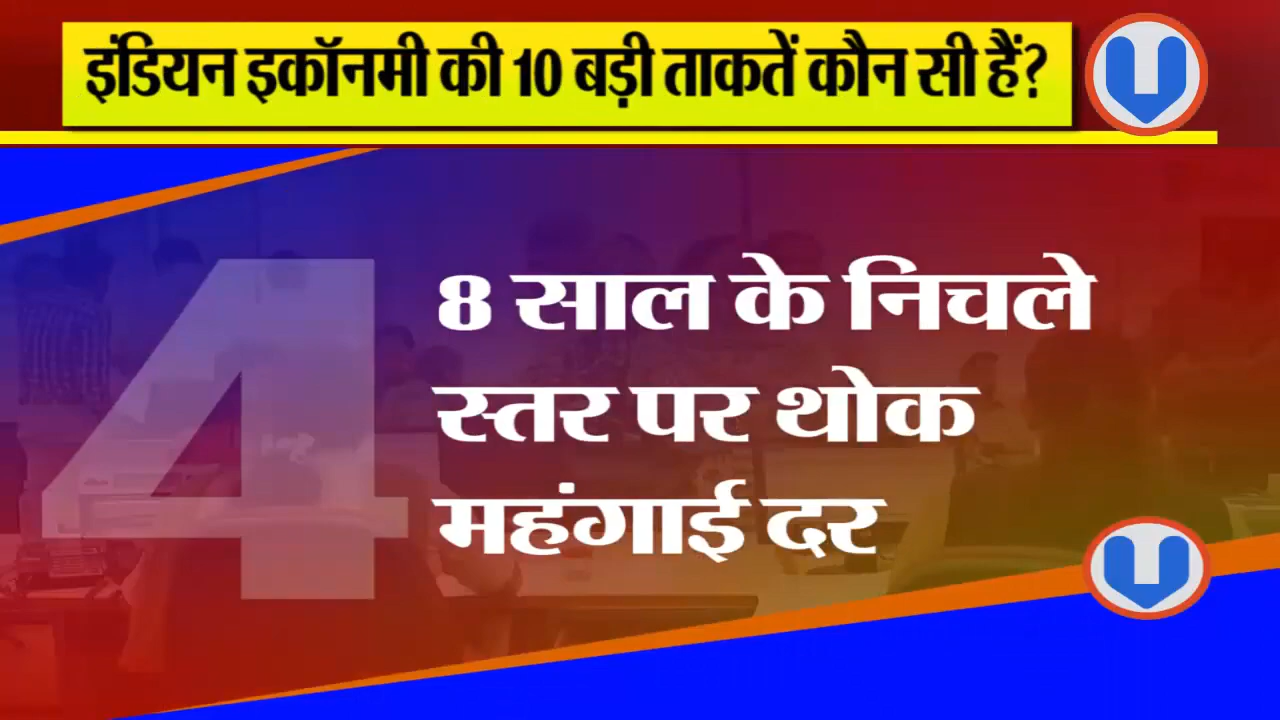 इंडियन इकॉनमी की 10 बड़ी ताकतें कौन सी हैं?
4
8 साल के निचले
स्तर पर थोक
महंगाई दर